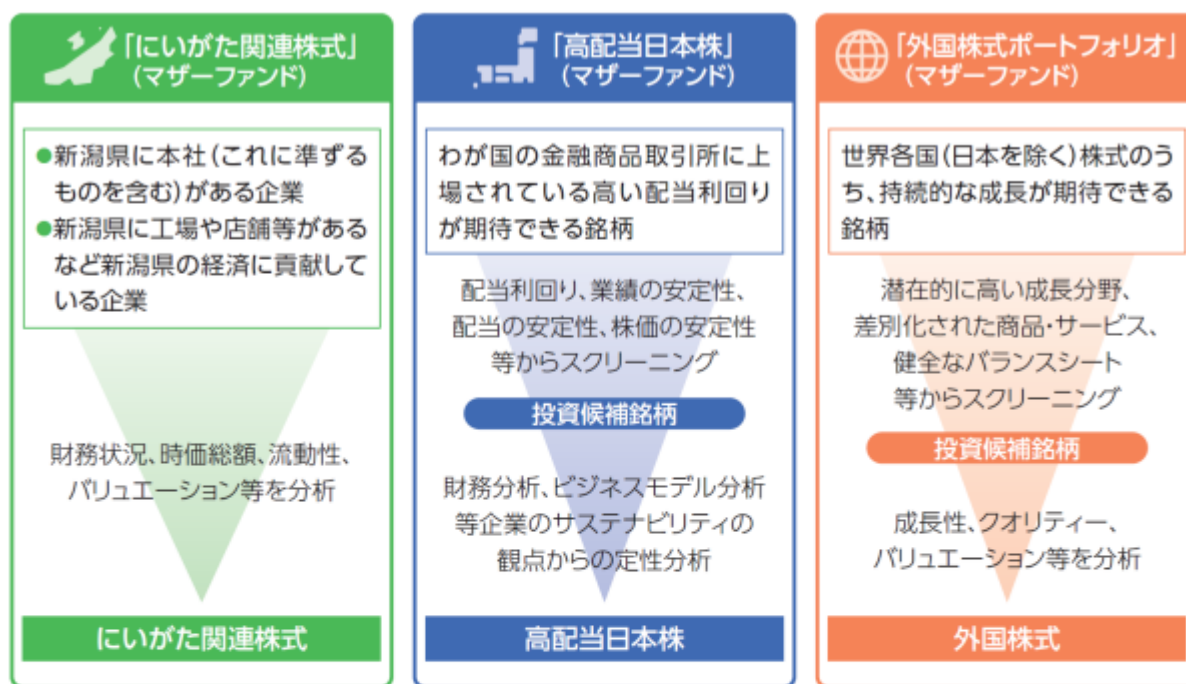 「にいがた関連株式」
(マザーファンド)
●新潟県に本社(これに準ずる
ものを含む)がある企業
●新潟県に工場や店舗等がある
など新潟県の経済に貢献して
いる企業
財務状況、時価総額、流動性、
バリュエーション等を分析
にいがた関連株式
「高配当日本株」
(マザーファンド)
わが国の金融商品取引所に上
場されている高い配当利回り
が期待できる銘柄
配当利回り、業績の安定性、
配当の安定性、株価の安定性
等からスクリーニング
投資候補銘柄
財務分析、ビジネスモデル分析
等企業のサステナビリティの
観点からの定性分析
高配当日本株
「外国株式ポートフォリオ」
(マザーファンド)
世界各国(日本を除く)株式のう
ち、持続的な成長が期待できる
銘柄
潜在的に高い成長分野、
差別化された商品・サービス、
健全なバランスシート
等からスクリーニング
投資候補銘柄
成長性、クオリティー、
バリュエーション等を分析
外国株式